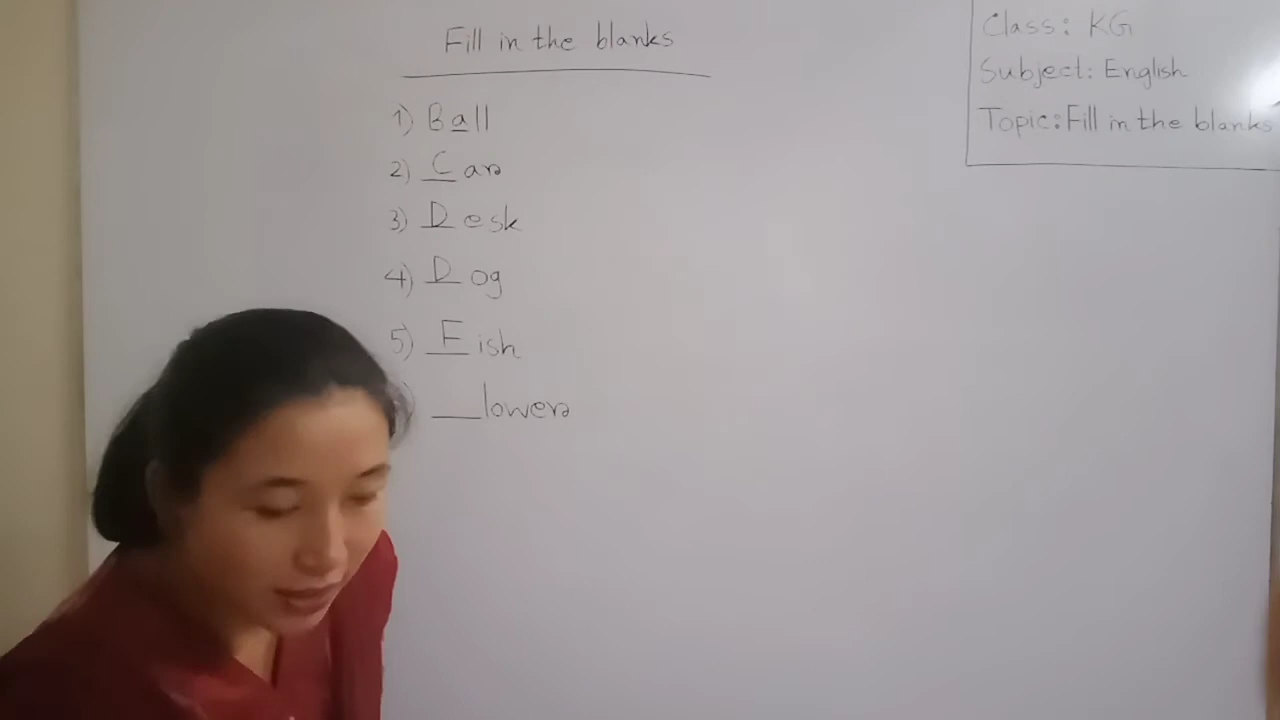 Fill in the blanks
1) Ball
2) Car
3) Desk
4) Dog
5) Fish
__lower
Class: KG
Subject: English
Topic: Fill in the blanks